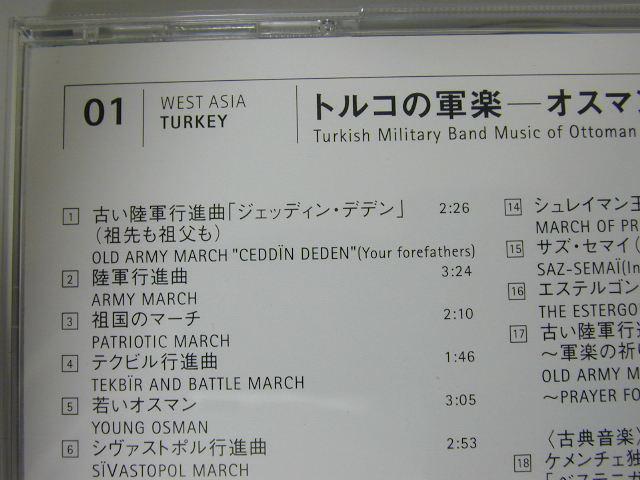 01
WEST ASIA
TURKEY
トルコの軍楽―オスマ
Turkish Military Band Music of Ottoman
1 古い陸軍行進曲「ジェッディン・デデン」 2:26
（祖先も祖父も）
OLD ARMY MARCH "CEDDÏN DEDEN"(Your forefathers)
2 陸軍行進曲 3:24
ARMY MARCH
3 祖国のマーチ 2:10
PATRIOTIC MARCH
4 テクビル行進曲 1:46
TEKBÏR AND BATTLE MARCH
5 若いオスマン 3:05
YOUNG OSMAN
6 シヴァストポル行進曲 2:53
SÏVASTOPOL MARCH
14 シュレイマン王
MARCH OF PR
15 サズ・セマイ（
SAZ-SEMAÏ(In
16 エステルゴン
THE ESTERGO
17 古い陸軍行進
～軍楽の祈り
OLD ARMY M
～PRAYER FO
〈古典音楽〉
18 ケメンチェ独